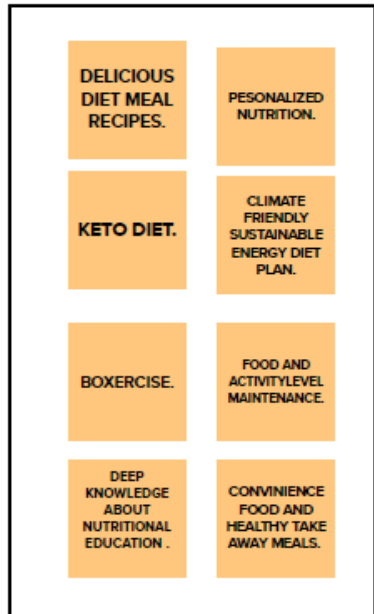 DELICIOUS
DIET MEAL
RECIPES.
PESONALIZED
NUTRITION.
KETO DIET.
CLIMATE
FRIENDLY
SUSTAINABLE
ENERGY DIET
PLAN.
BOXERCISE.
FOOD AND
ACTIVITYLEVEL
MAINTENANCE.
DEEP
KNOWLEDGE
ABOUT
NUTRITIONAL
EDUCATION .
CONVINIENCE
FOOD AND
HEALTHY TAKE
AWAY MEALS.